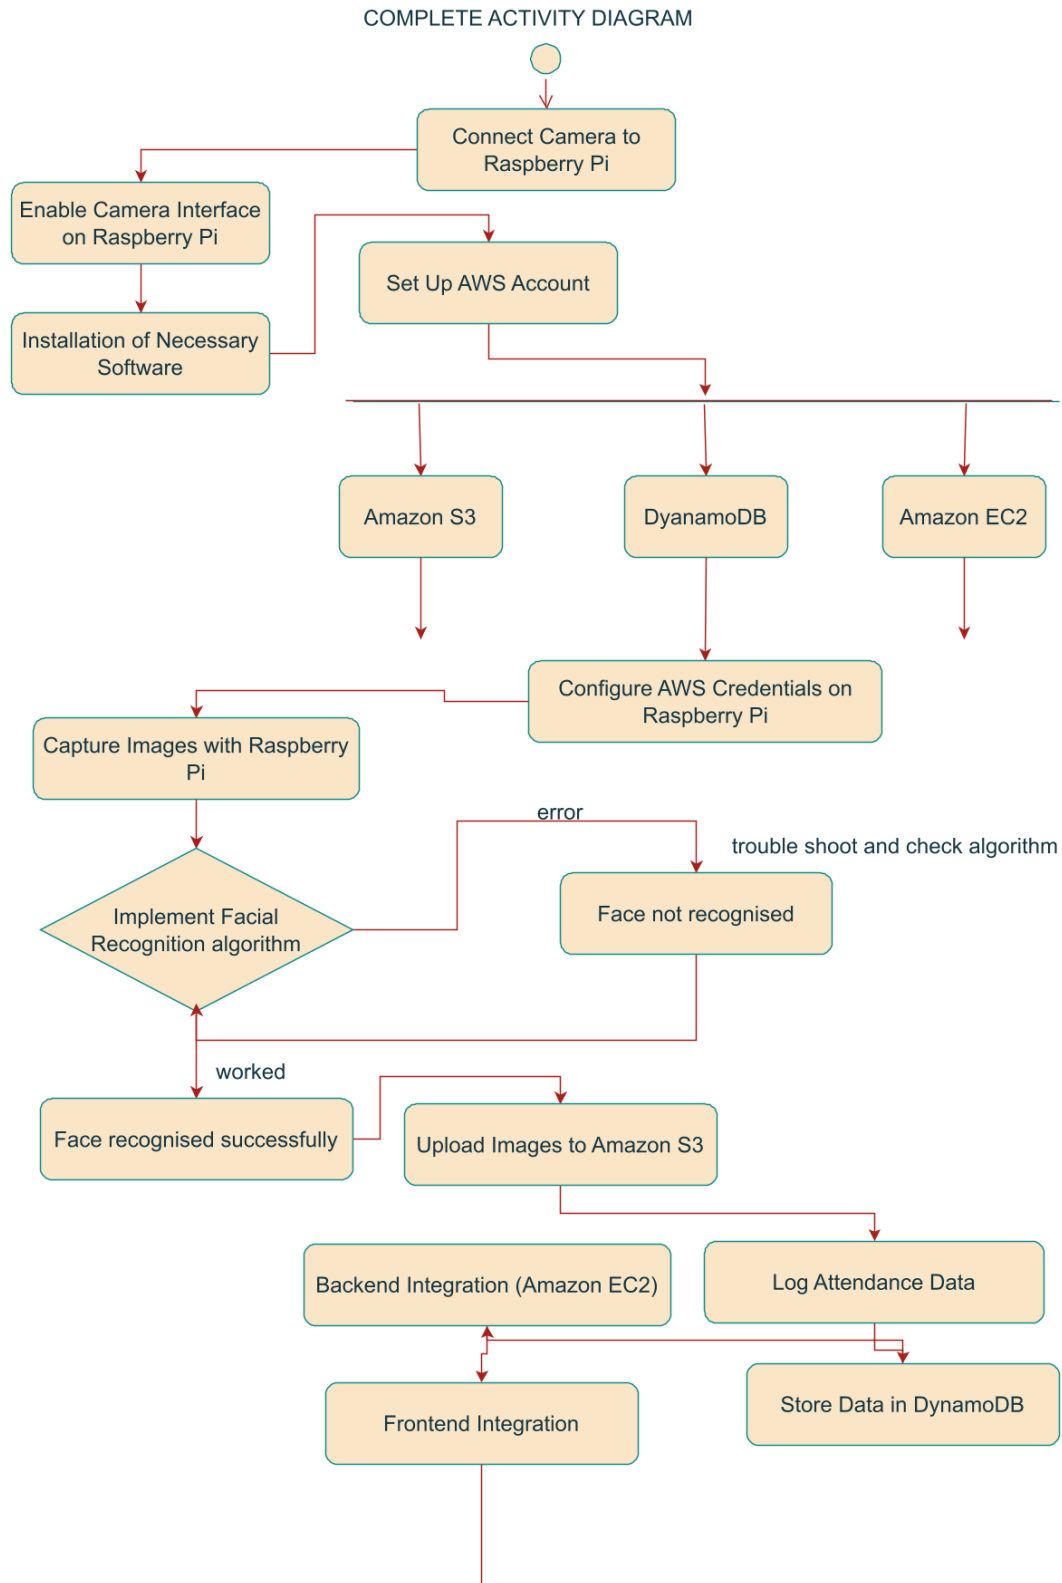 COMPLETE ACTIVITY DIAGRAM
Connect Camera to
Raspberry Pi
Enable Camera Interface
on Raspberry Pi
Set Up AWS Account
Installation of Necessary
Software
Amazon S3
DyanamoDB
Amazon EC2
Configure AWS Credentials on
Raspberry Pi
Capture Images with Raspberry
Pi
error
trouble shoot and check algorithm
Implement Facial
Recognition algorithm
Face not recognised
worked
Face recognised successfully
Upload Images to Amazon S3
Backend Integration (Amazon EC2)
Log Attendance Data
Frontend Integration
Store Data in DynamoDB